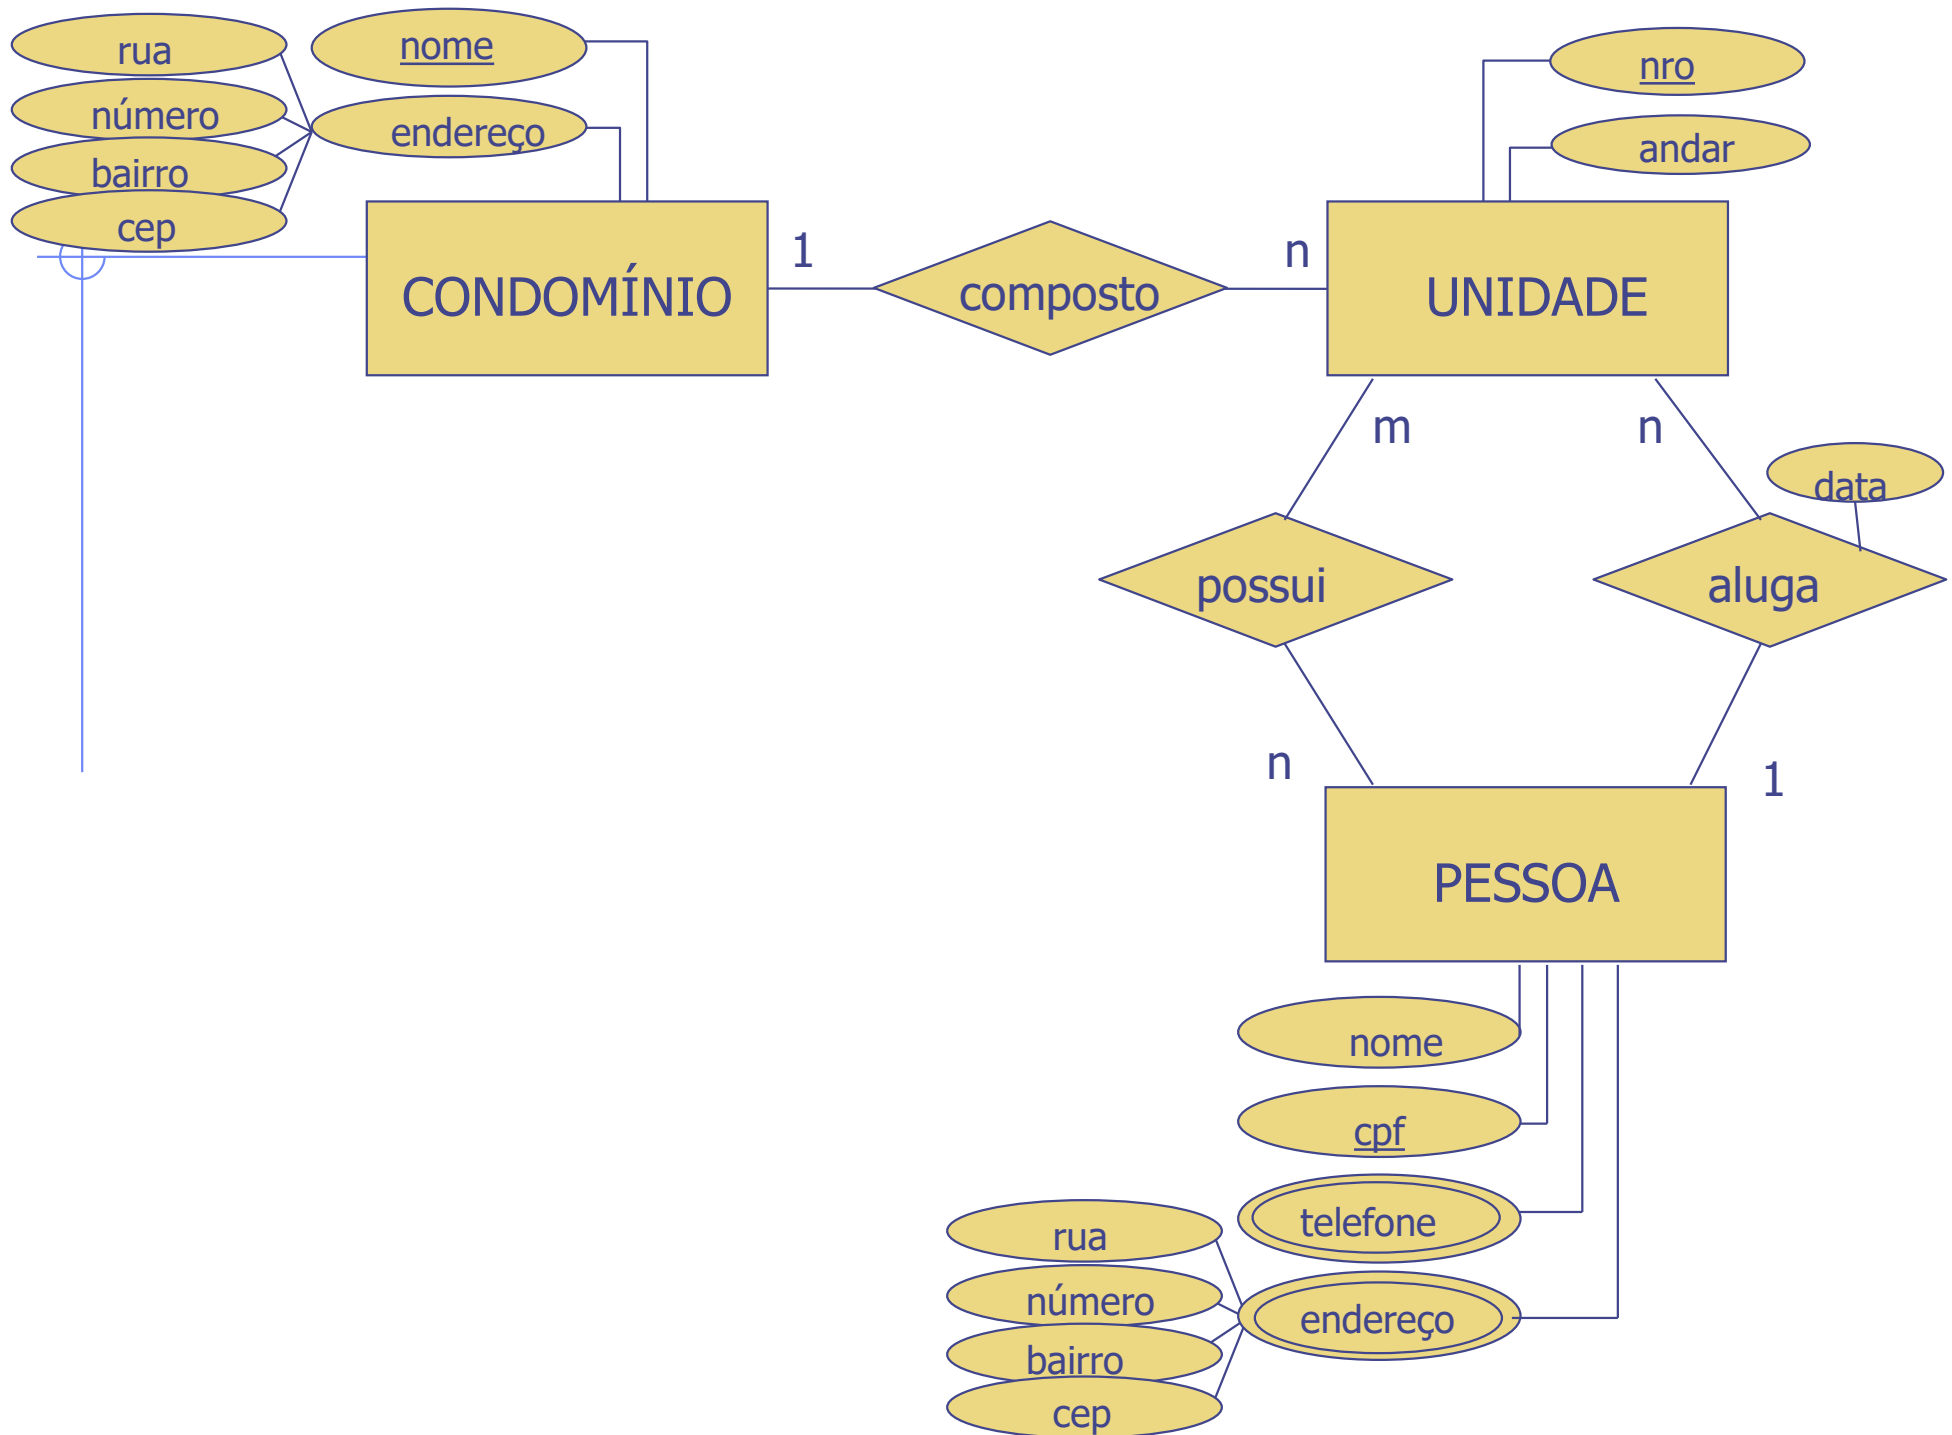 rua
nome
número
endereço
bairro
cep
nro
andar
CONDOMÍNIO
1
composto
n
UNIDADE
m
n
data
possui
aluga
n
1
PESSOA
nome
cpf
telefone
endereço
rua
número
bairro
cep